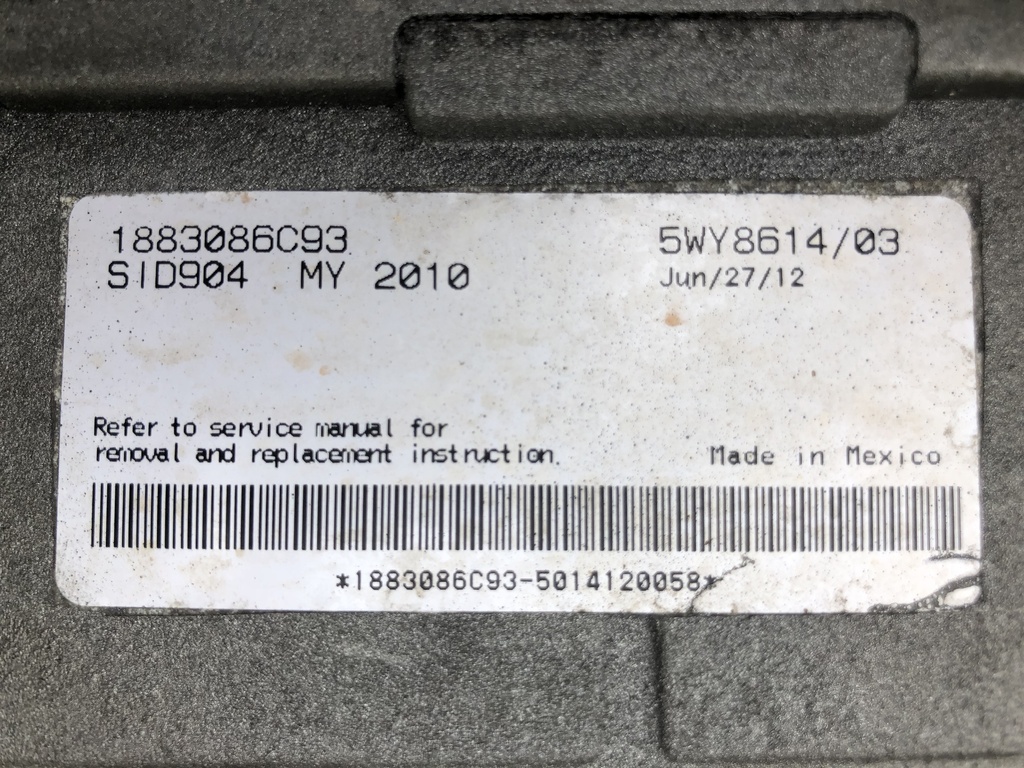 1883086C93 5WY8614/03
SID904 MY 2010 Jun/27/12
Refer to service manual for
removal and replacement instruction. Made in Mexico
*1883086C93-5014120058*